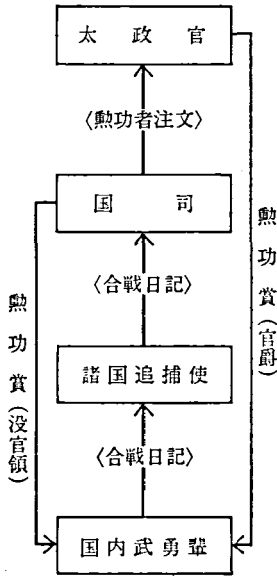 太政官
〈勲功者注文〉
国司
〈合戦日記〉
諸国追捕使
〈合戦日記〉
国内武勇輩
勲功賞(官爵)
勲功賞(没官領)